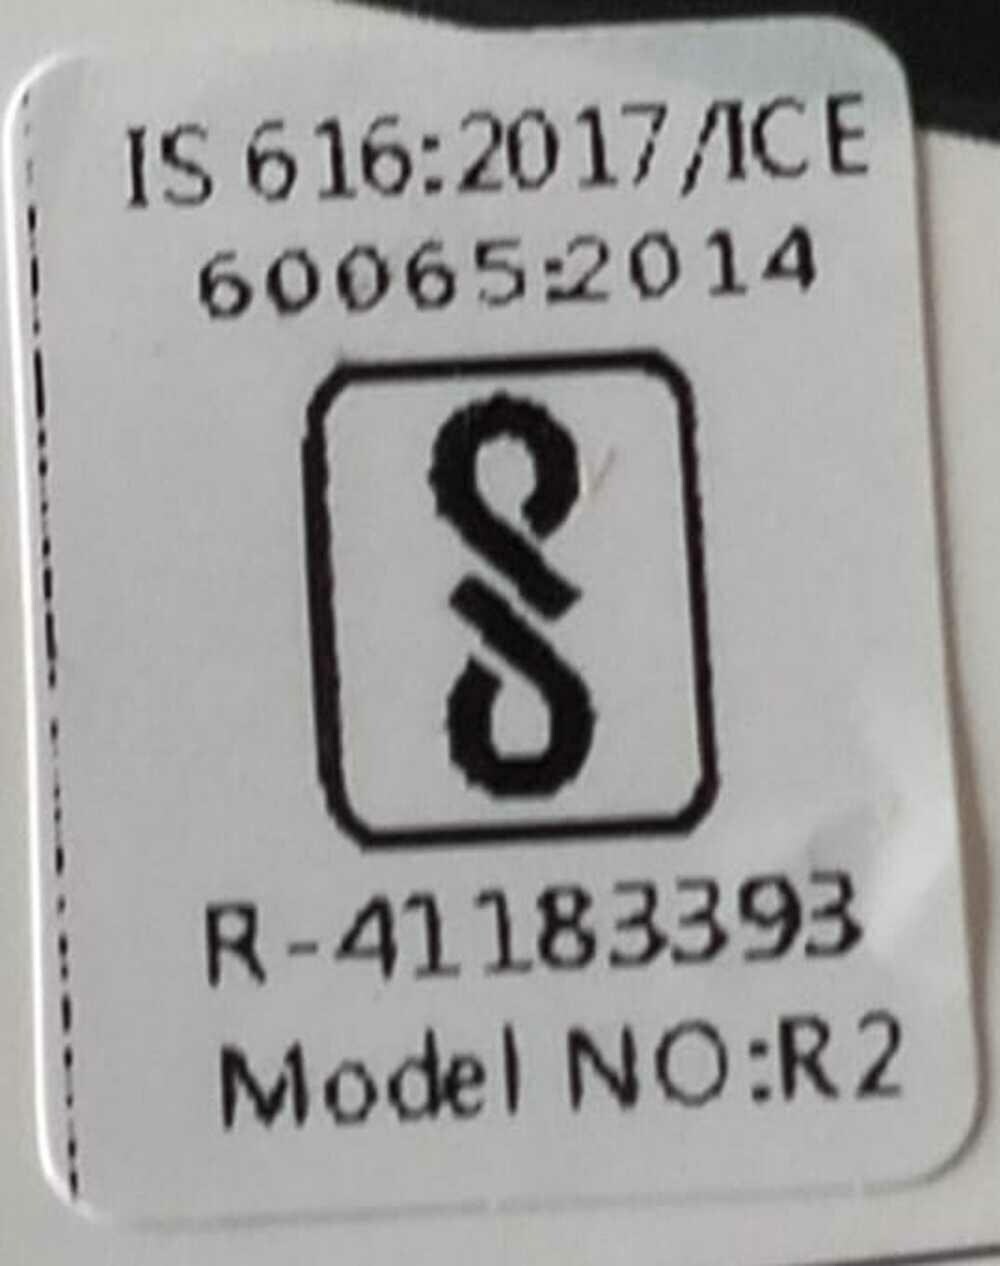 IS 616:2017/ICE
60065:2014
R-41183393
Model NO:R2